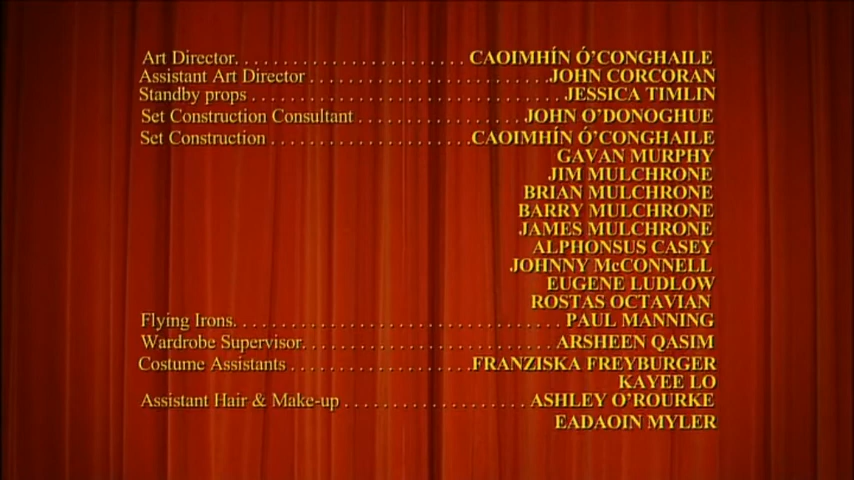 Art Director. . . . . . . . . . . . . . . . . . . . . . . . CAOIMHÍN Ó’CONGHAILE
Assistant Art Director . . . . . . . . . . . . . . . . . . . . . . . . .JOHN CORCORAN
Standby props . . . . . . . . . . . . . . . . . . . . . . . . . . . . . . . . JESSICA TIMLIN
Set Construction Consultant . . . . . . . . . . . . . . . . . JOHN O’DONOGHUE
Set Construction . . . . . . . . . . . . . . . . . . . . .CAOIMHÍN Ó’CONGHAILE
GAVAN MURPHY
JIM MULCHRONE
BRIAN MULCHRONE
BARRY MULCHRONE
JAMES MULCHRONE
ALPHONSUS CASEY
JOHNNY McCONNELL
EUGENE LUDLOW
ROSTAS OCTAVIAN
Flying Irons. . . . . . . . . . . . . . . . . . . . . . . . . . . . . . . . . . PAUL MANNING
Wardrobe Supervisor. . . . . . . . . . . . . . . . . . . . . . . . . . ARSHEEN QASIM
Costume Assistants . . . . . . . . . . . . . . . . . . .FRANZISKA FREYBURGER
KAYEE LO
Assistant Hair & Make-up . . . . . . . . . . . . . . . . . . . ASHLEY O’ROURKE
EADAOIN MYLER